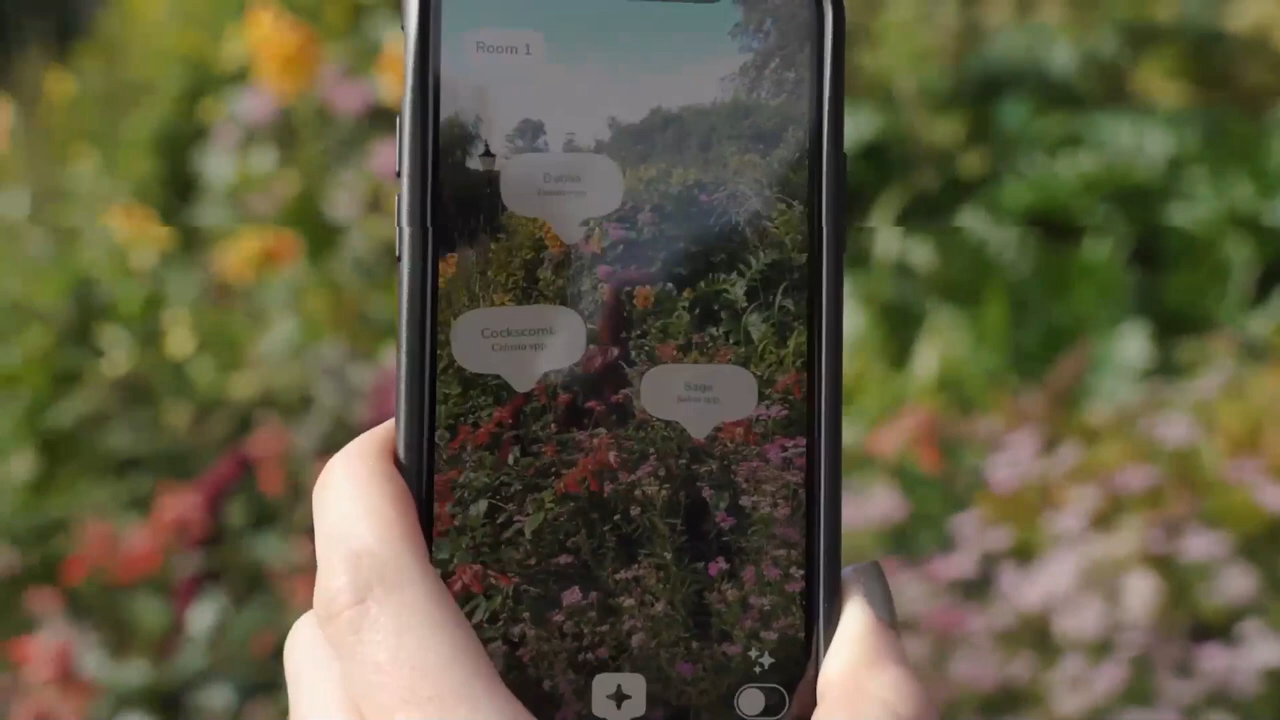 Room 1
Dahlia
Cockscomb
Celosia spp.
Sage
Salvia spp.